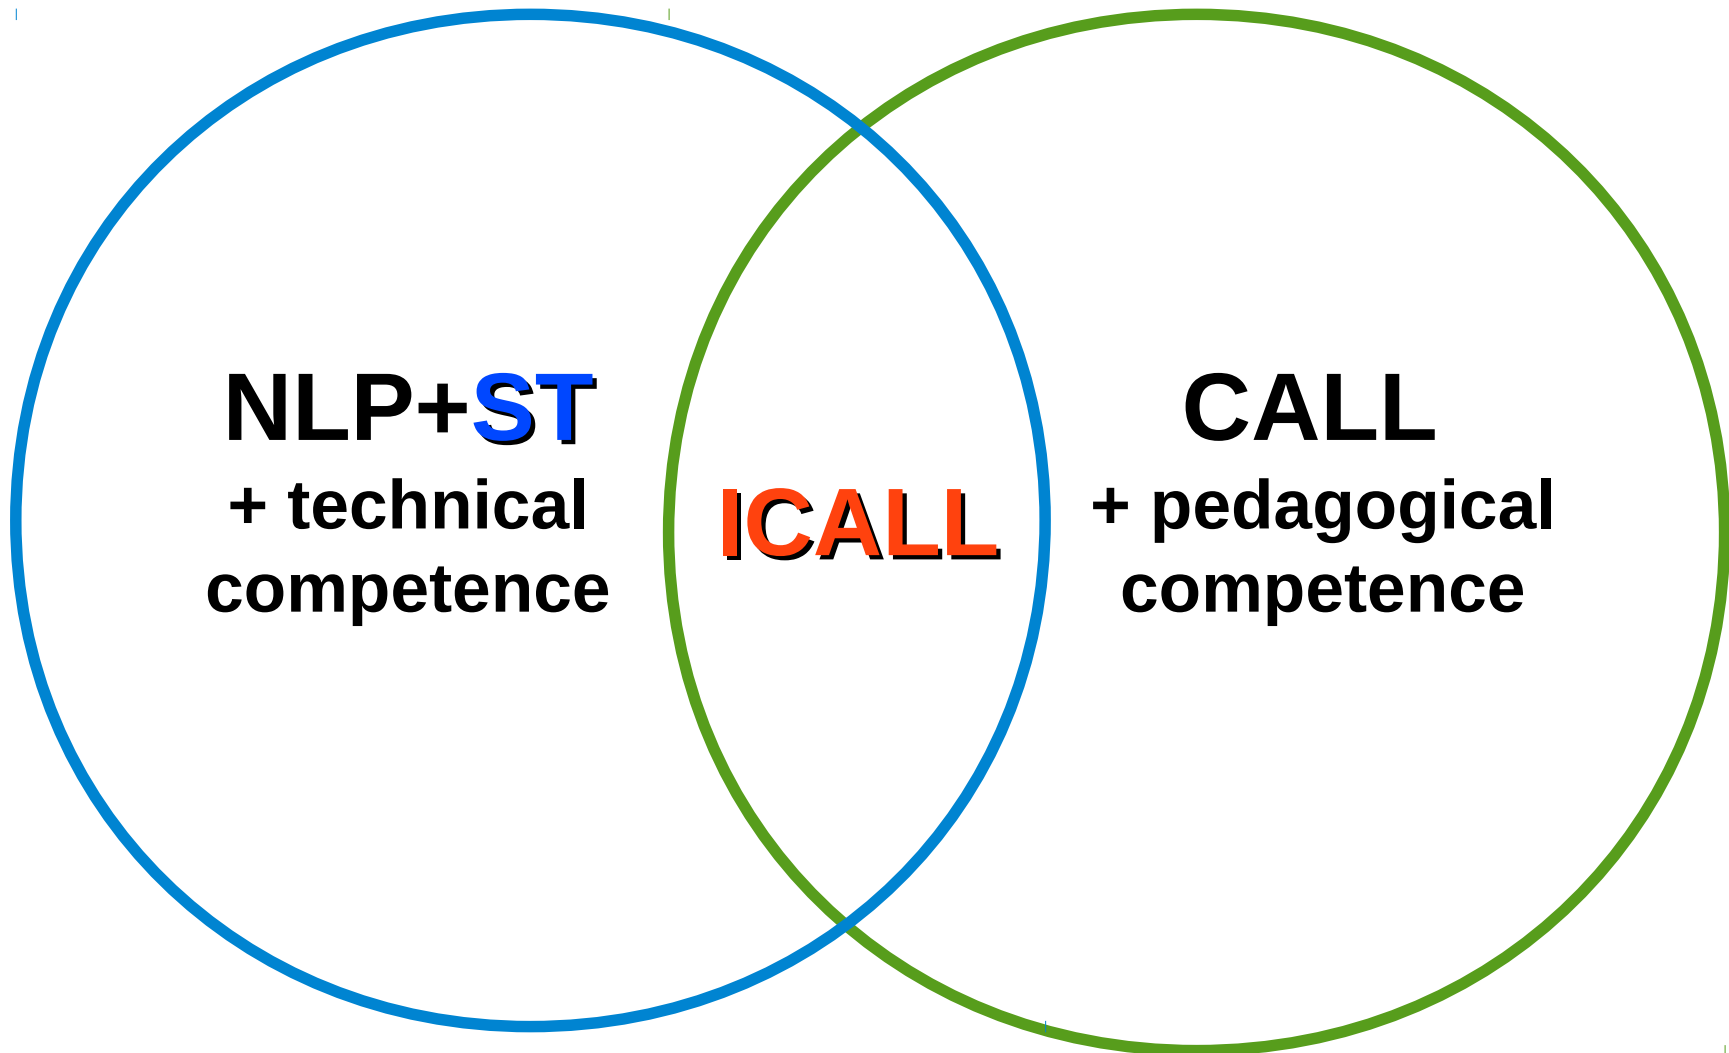 NLP+ST
+ technical
competence
ICALL
CALL
+ pedagogical
competence